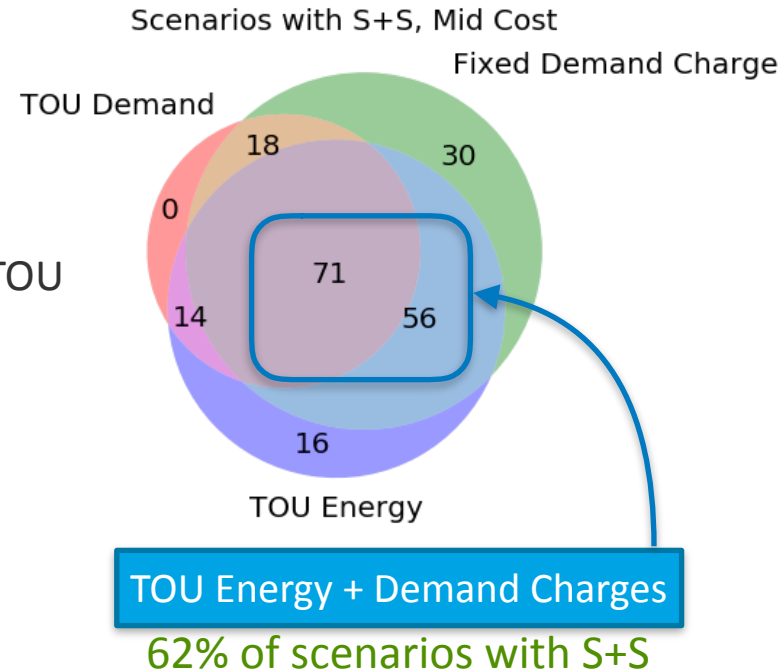 Scenarios with S+S, Mid Cost
Fixed Demand Charge
TOU Demand
18
30
0
TOU
71
14
56
16
TOU Energy
TOU Energy + Demand Charges
62% of scenarios with S+S